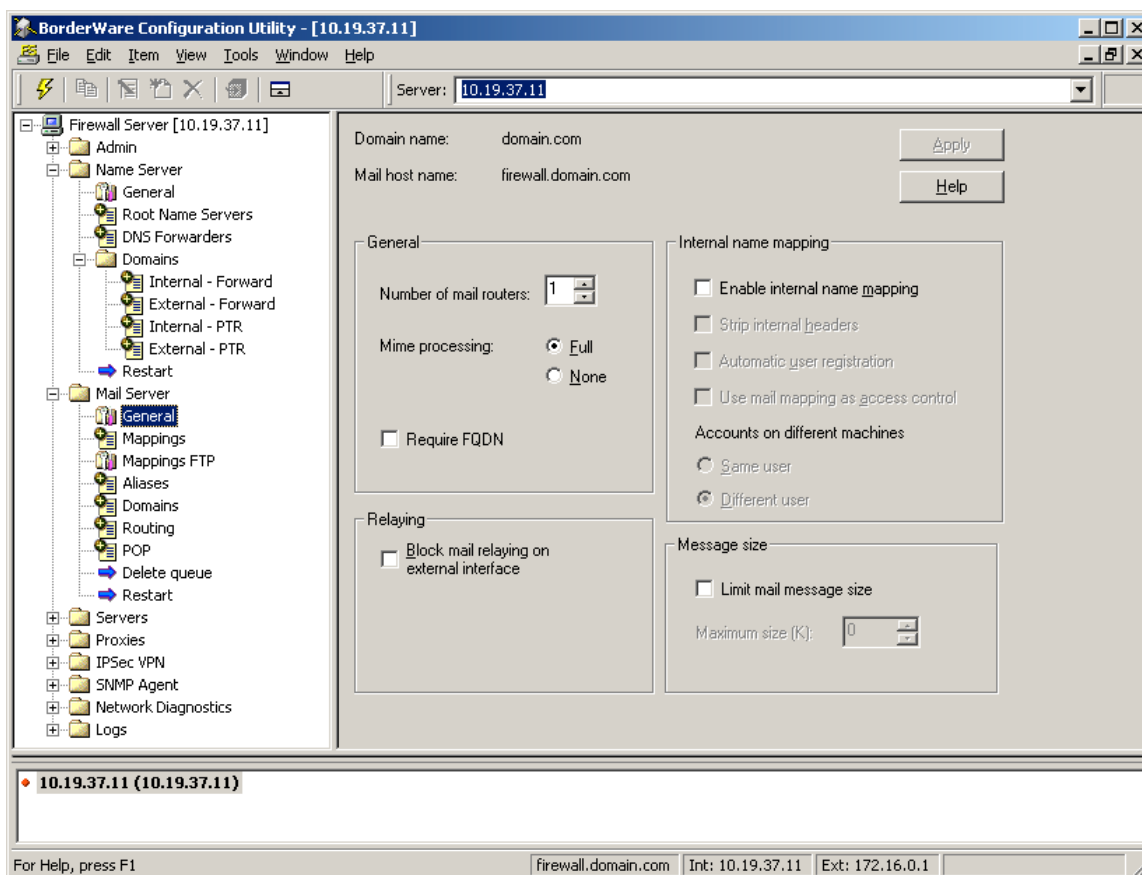 BorderWare Configuration Utility - [10.19.37.11]
File Edit Item View Tools Window Help
Server: 10.19.37.11
Firewall Server [10.19.37.11]
Admin
Name Server
General
Root Name Servers
DNS Forwarders
Domains
Internal - Forward
External - Forward
Internal - PTR
External - PTR
Restart
Mail Server
General
Mappings
Mappings FTP
Aliases
Domains
Routing
POP
Delete queue
Restart
Servers
Proxies
IPSec VPN
SNMP Agent
Network Diagnostics
Logs
Domain name: domain.com
Apply
Mail host name: firewall.domain.com
Help
General
Number of mail routers: 1
Mime processing: Full
None
Require FQDN
Relaying
Block mail relaying on
external interface
Internal name mapping
Enable internal name mapping
Strip internal headers
Automatic user registration
Use mail mapping as access control
Accounts on different machines
Same user
Different user
Message size
Limit mail message size
Maximum size (K): 0
10.19.37.11 (10.19.37.11)
For Help, press F1 firewall.domain.com Int: 10.19.37.11 Ext: 172.16.0.1